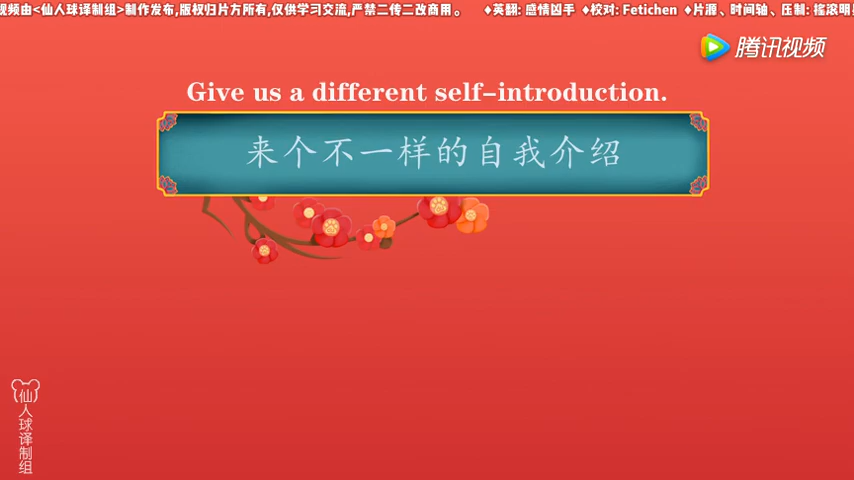 视频由<仙人球译制组>制作发布,版权归片方所有,仅供学习交流,严禁二传二改商用。 ♦英翻: 感情凶手 ♦校对: Fetichen ♦片源、时间轴、压制: 摇滚明
腾讯视频
Give us a different self-introduction.
来个不一样的自我介绍
仙人球译制组